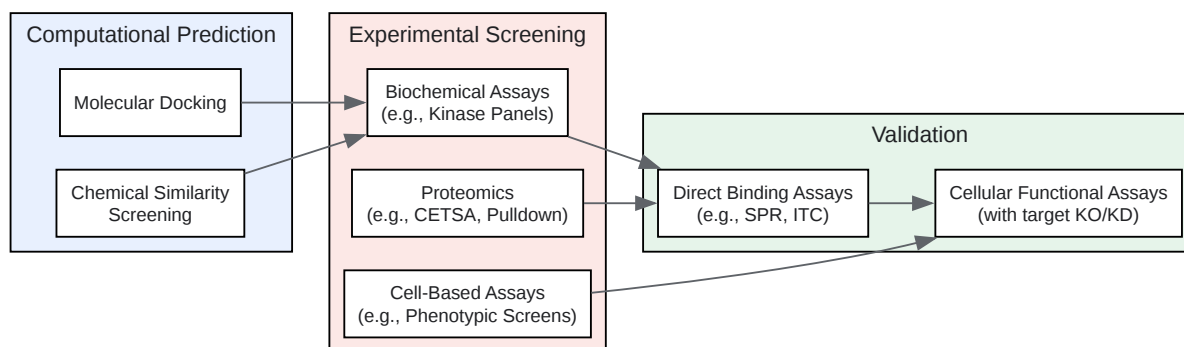 Computational Prediction
Molecular Docking
Chemical Similarity
Screening
Experimental Screening
Biochemical Assays
(e.g., Kinase Panels)
Proteomics
(e.g., CETSA, Pulldown)
Cell-Based Assays
(e.g., Phenotypic Screens)
Validation
Direct Binding Assays
(e.g., SPR, ITC)
Cellular Functional Assays
(with target KO/KD)